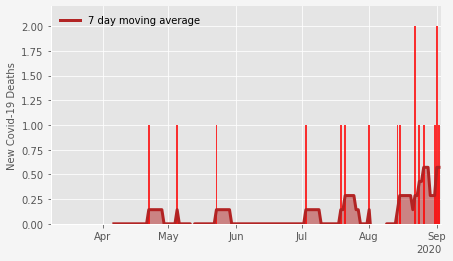 7 day moving average
New Covid-19 Deaths
2.00
1.75
1.50
1.25
1.00
0.75
0.50
0.25
0.00
Apr
May
Jun
Jul
Aug
Sep
2020